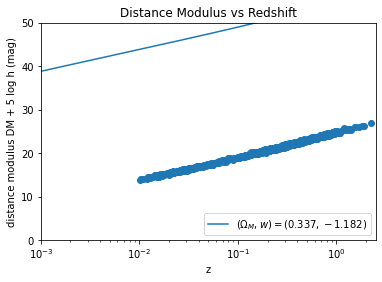 Distance Modulus vs Redshift
distance modulus DM + 5 log h (mag)
50
40
30
20
10
0
(Ω_M, w) = (0.337, −1.182)
10⁻³
10⁻²
10⁻¹
10⁰
z